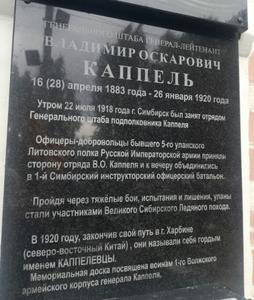 ГЕНЕРАЛЬНОГО ШТАБА ГЕНЕРАЛ-ЛЕЙТЕНАНТ
ВЛАДИМИР ОСКАРОВИЧ
КАППЕЛЬ
16 (28) апреля 1883 года - 26 января 1920 года
Утром 22 июля 1918 года г. Симбирск был занят отрядом
Генерального штаба подполковника Каппеля
Офицеры-добровольцы бывшего 5-го уланского
Литовского полка Русской Императорской армии приняли
сторону отряда В.О. Каппеля и к вечеру объединились
в 1-й Симбирский инструкторский офицерский батальон.
Пройдя через тяжёлые бои, испытания и лишения, уланы
стали участниками Великого Сибирского Ледяного похода.
В 1920 году, закончив свой путь в г. Харбине
(северо-восточный Китай) , они называли себя гордым
именем КАППЕЛЕВЦЫ.
Мемориальная доска посвящена воинам 1-го Волжского
армейского корпуса генерала Каппеля.